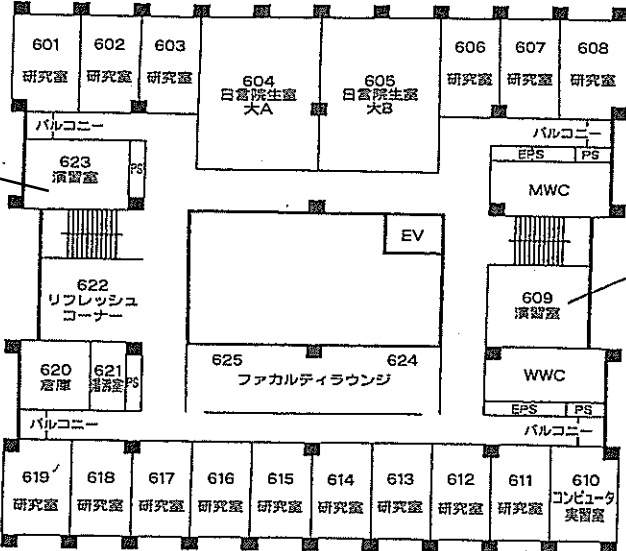 601
研究室
602
研究室
603
研究室
604
日言院生室
大A
605
日言院生室
大B
606
研究室
607
研究室
608
研究室
バルコニー
バルコニー
623
演習室
PS
EPS
PS
MWC
EV
622
リフレッシュ
コーナー
609
演習室
620
倉庫
621
PS
625
624
ファカルティラウンジ
WWC
EPS
PS
バルコニー
バルコニー
619
研究室
618
研究室
617
研究室
616
研究室
615
研究室
614
研究室
613
研究室
612
研究室
611
研究室
610
コンピュータ
実習室